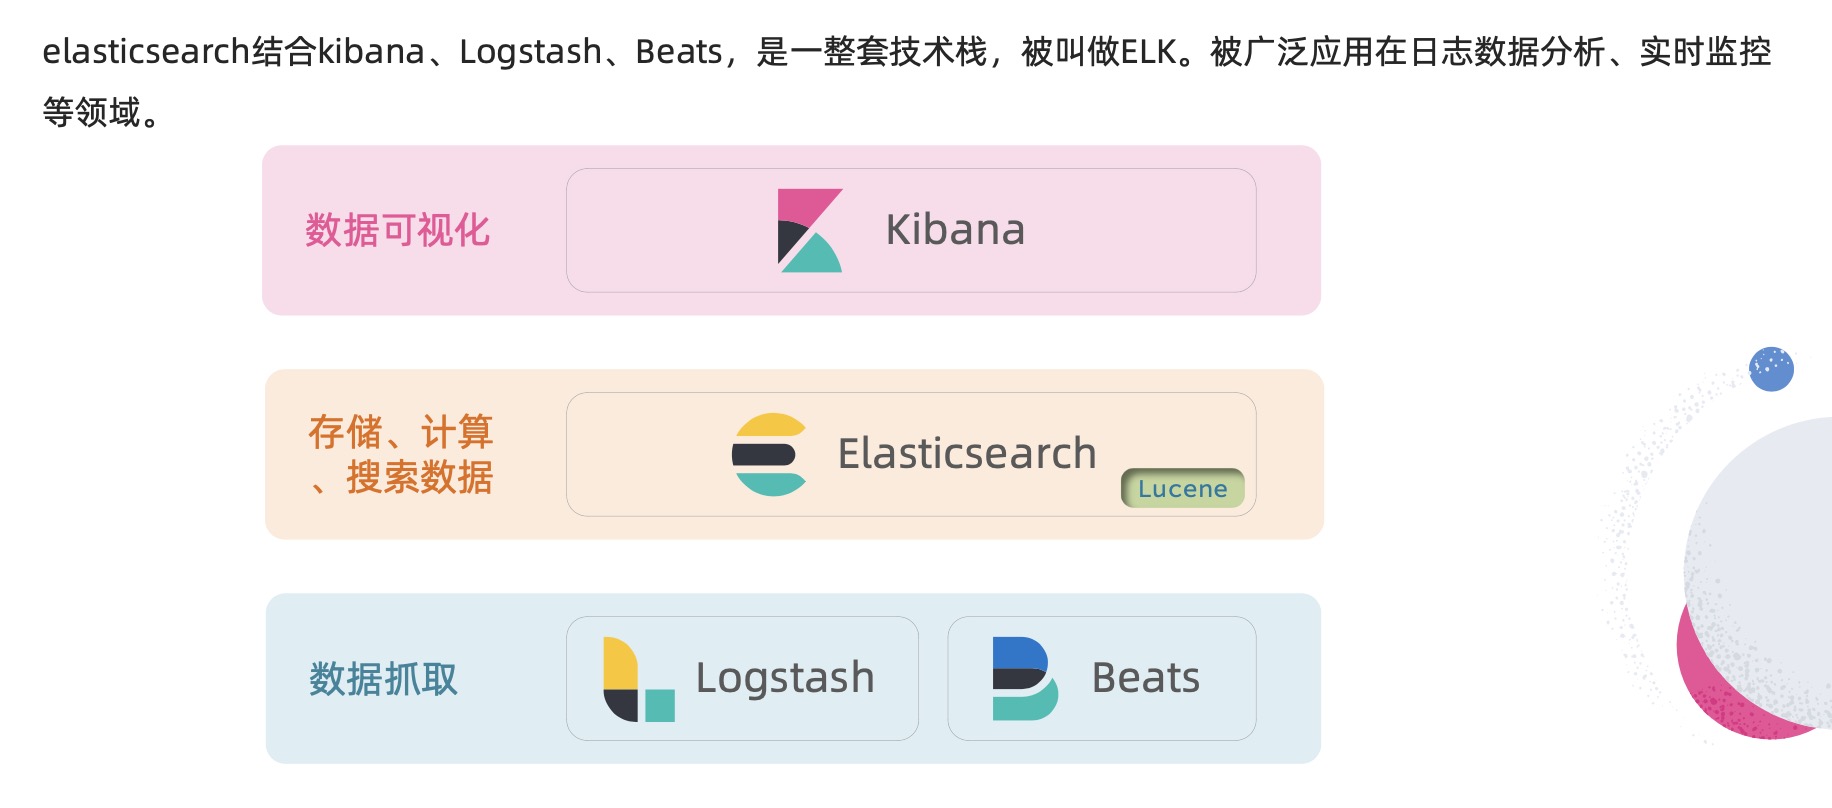 elasticsearch结合kibana、Logstash、Beats，是一整套技术栈，被叫做ELK。被广泛应用在日志数据分析、实时监控
等领域。
数据可视化
Kibana
存储、计算
、搜索数据
Elasticsearch
Lucene
数据抓取
Logstash
Beats